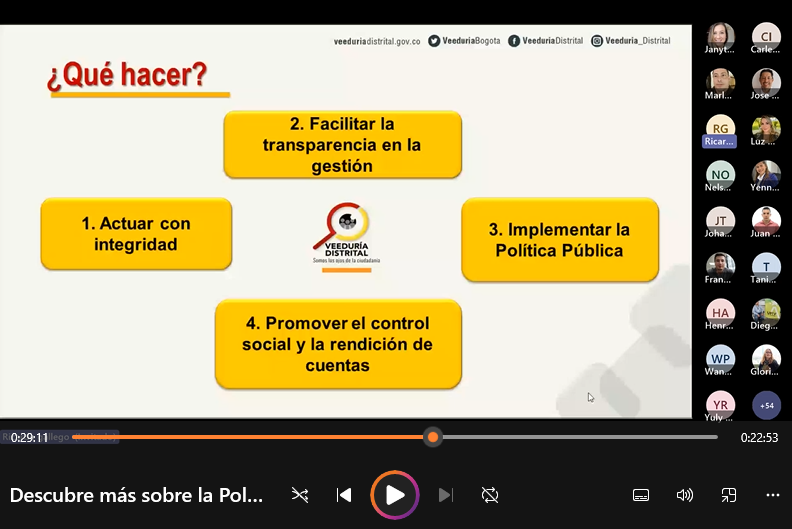 veeduriadistrital.gov.co VeeduriaBogota VeeduriaDistrital Veeduria_Distrital
¿Qué hacer?
2. Facilitar la
transparencia en la
gestión
1. Actuar con
integridad
VEEDURÍA
DISTRITAL
Somos los ojos de la ciudadanía
3. Implementar la
Política Pública
4. Promover el control
social y la rendición de
cuentas
Janyt...
CI
Carle...
Marl...
Jose ...
RG
Ricar...
Luz ...
NO
Nels...
Yenn...
JT
Joha...
Juan ...
Fran...
T
Tani...
HA
Henr...
Dieg...
WP
Wan...
Glori...
YR
Yuly ...
+54
0:29:11
0:22:53
Descubre más sobre la Pol...